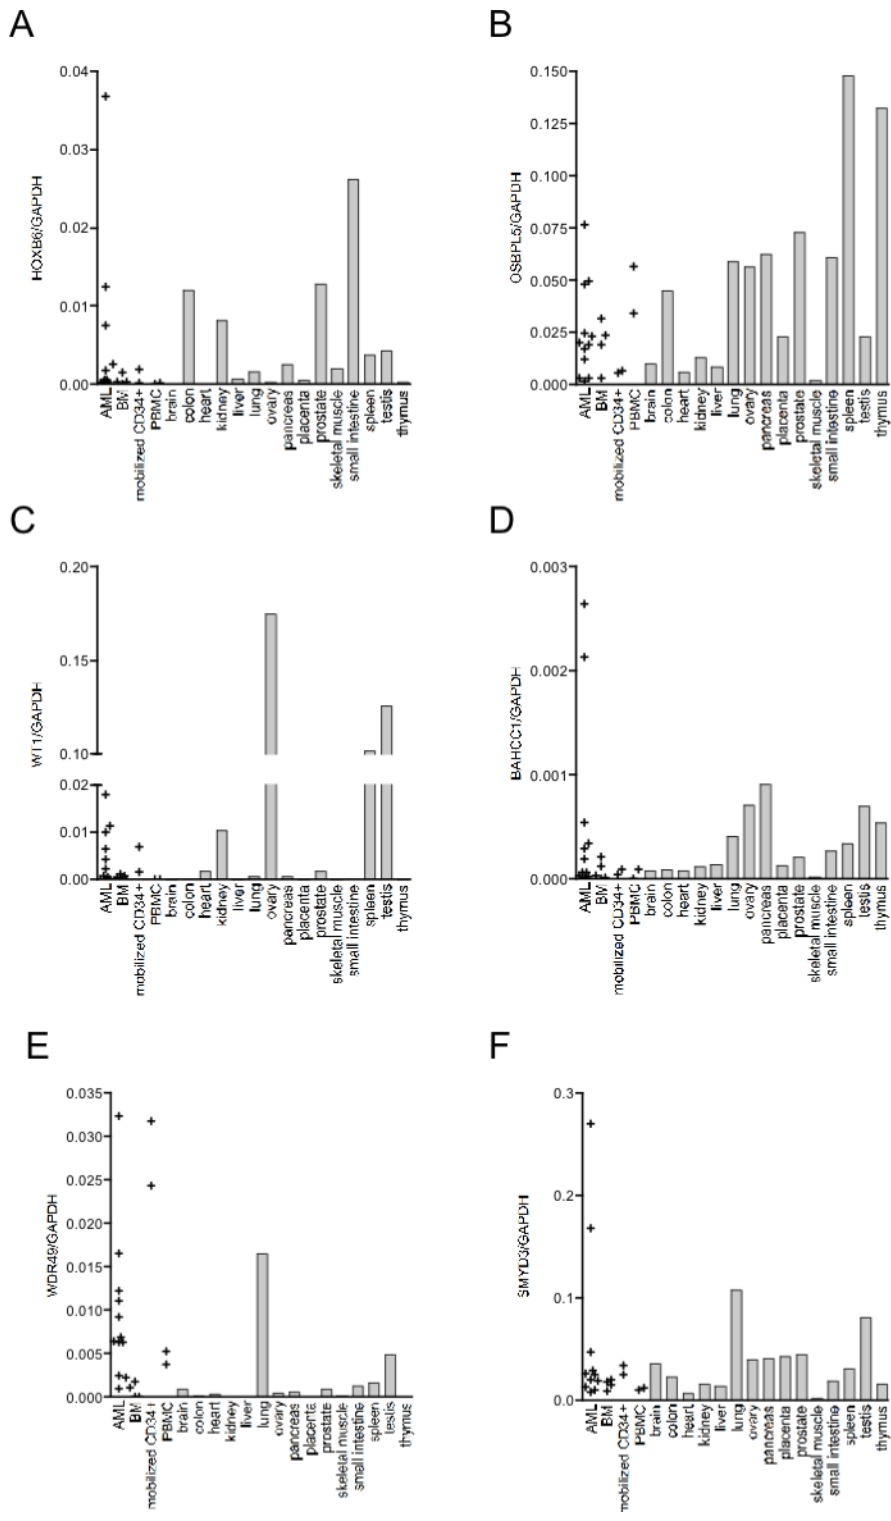 A
HOXB6/GAPDH
0.04
0.03
0.02
0.01
0.00
AML
BM
mobilized CD34+
PBMC
brain
colon
heart
kidney
liver
lung
ovary
pancreas
placenta
prostate
skeletal muscle
small intestine
spleen
testis
thymus
B
OSBPL5/GAPDH
0.150
0.125
0.100
0.075
0.050
0.025
0.000
AML
BM
mobilized CD34+
PBMC
brain
colon
heart
kidney
liver
lung
ovary
pancreas
placenta
prostate
skeletal muscle
small intestine
spleen
testis
thymus
C
WT1/GAPDH
0.20
0.15
0.10
0.02
0.01
0.00
AML
BM
mobilized CD34+
PBMC
brain
colon
heart
kidney
liver
lung
ovary
pancreas
placenta
prostate
skeletal muscle
small intestine
spleen
testis
thymus
D
BAHCC1/GAPDH
0.003
0.002
0.001
0.000
AML
BM
mobilized CD34+
PBMC
brain
colon
heart
kidney
liver
lung
ovary
pancreas
placenta
prostate
skeletal muscle
small intestine
spleen
testis
thymus
E
WDR49/GAPDH
0.035
0.030
0.025
0.020
0.015
0.010
0.005
0.000
AML
BM
mobilized CD34+
PBMC
brain
colon
heart
kidney
liver
lung
ovary
pancreas
placenta
prostate
skeletal muscle
small intestine
spleen
testis
thymus
F
SMYD3/GAPDH
0.3
0.2
0.1
0.0
AML
BM
mobilized CD34+
PBMC
brain
colon
heart
kidney
liver
lung
ovary
pancreas
placenta
prostate
skeletal muscle
small intestine
spleen
testis
thymus